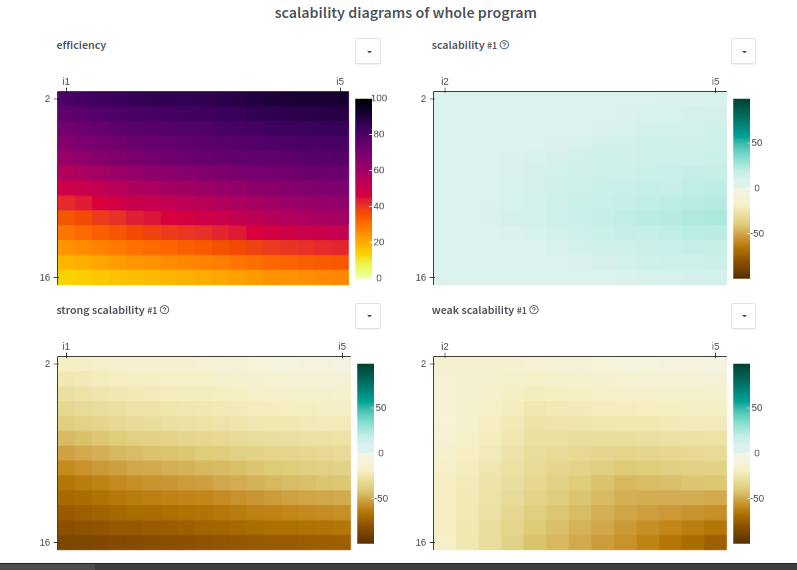 scalability diagrams of whole program
efficiency
i1 i5
2
16
100
80
60
40
20
0
scalability #1
i2 i5
2
16
50
0
-50
strong scalability #1
i1 i5
2
16
50
0
-50
weak scalability #1
i2 i5
2
16
50
0
-50